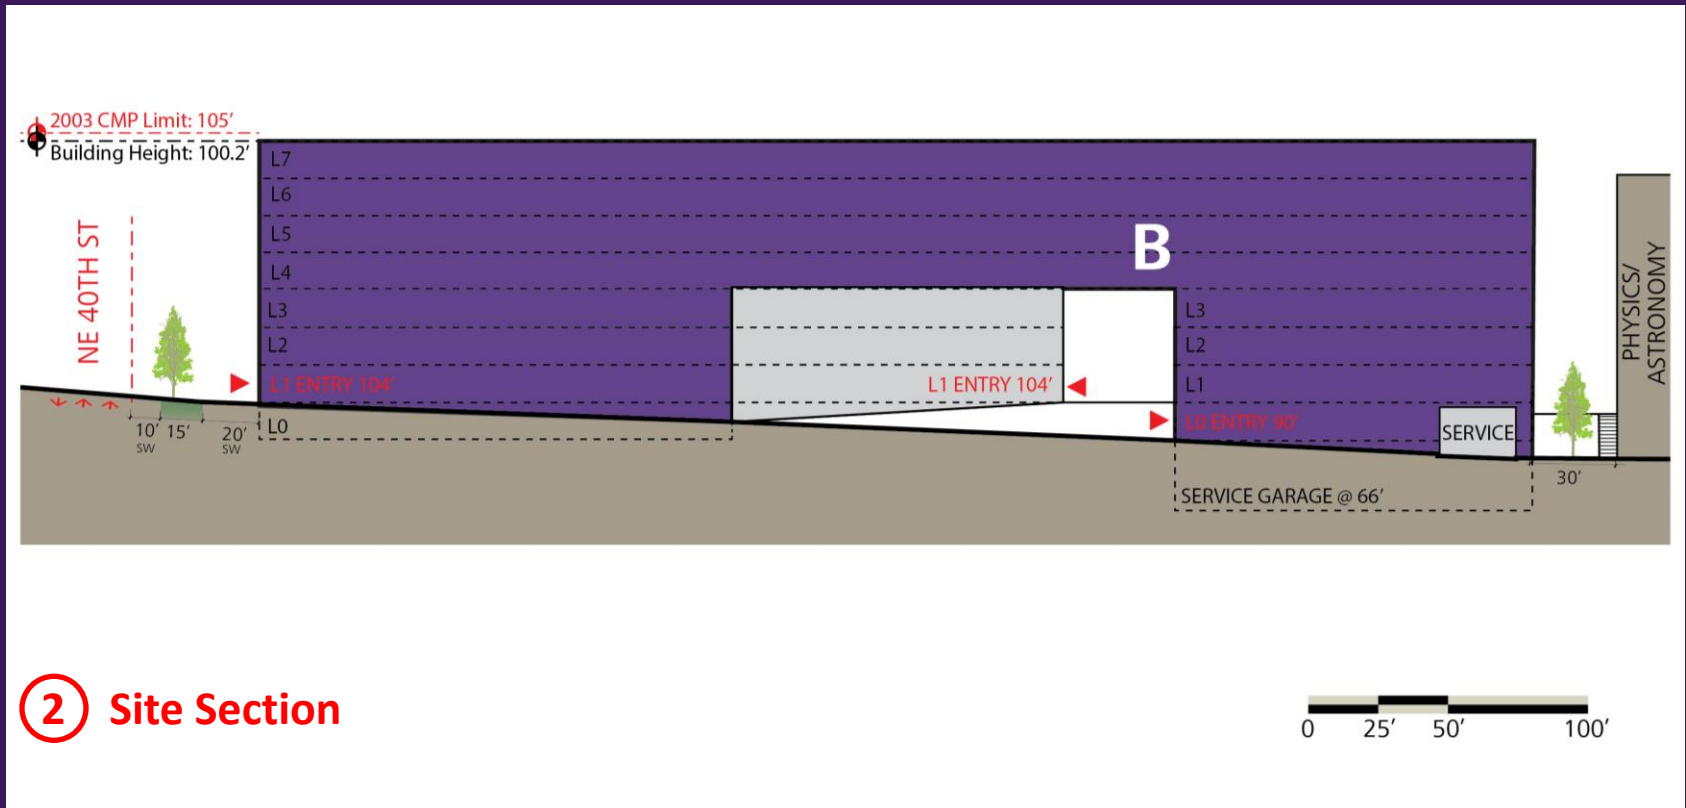 2003 CMP Limit: 105'
Building Height: 100.2'
NE 40TH ST
L7
L6
L5
L4
L3
L2
L1 ENTRY 104'
L0
10'
SW
15'
20'
SW
B
L1 ENTRY 104'
L3
L2
L1
L0 ENTRY 90'
SERVICE
SERVICE GARAGE @ 66'
30'
PHYSICS/
ASTRONOMY
2 Site Section
0 25' 50' 100'